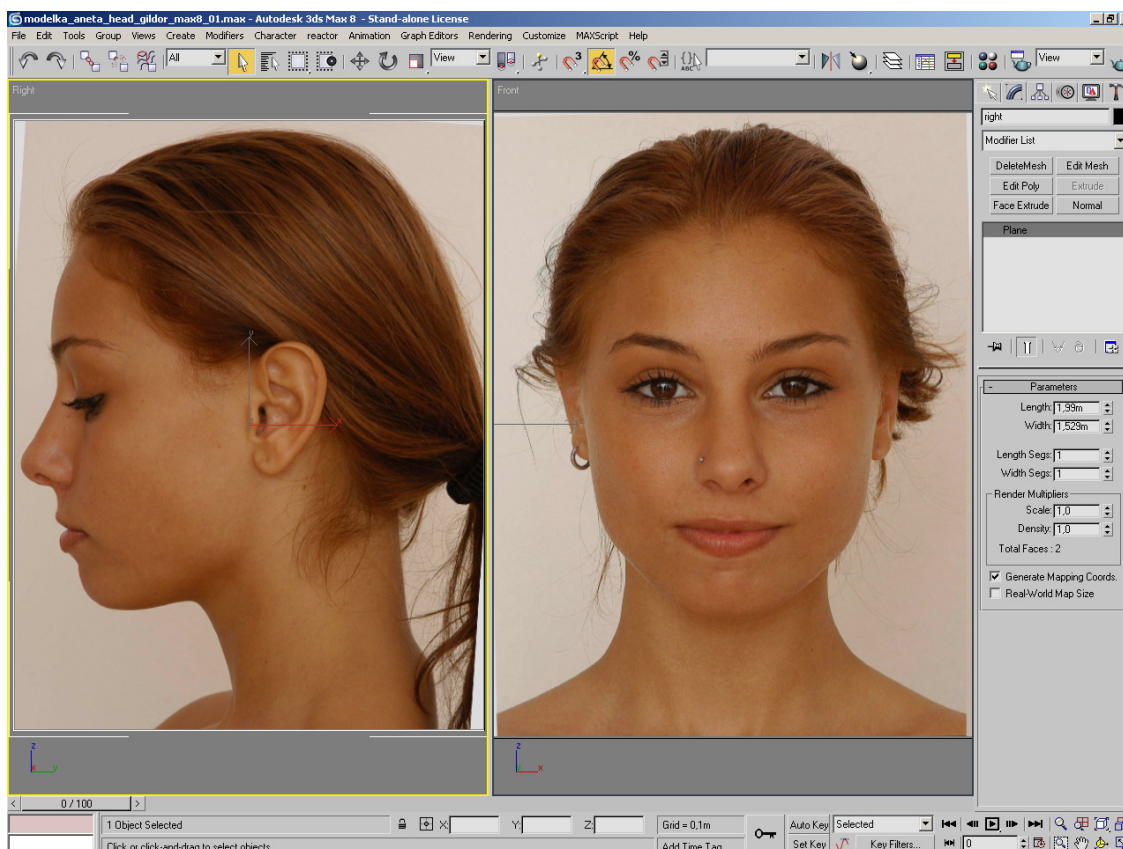 modelka_aneta_head_gildor_max8_01.max - Autodesk 3ds Max 8 - Stand-alone License
File Edit Tools Group Views Create Modifiers Character reactor Animation Graph Editors Rendering Customize MAXScript Help
All View 3 % ABC View
Right Front
right
Modifier List
DeleteMesh Edit Mesh
Edit Poly Extrude
Face Extrude Normal
Plane
- Parameters
Length: 1,99m
Width: 1,529m
Length Segs: 1
Width Segs: 1
Render Multipliers
Scale: 1,0
Density: 1,0
Total Faces : 2
Generate Mapping Coords.
Real-World Map Size
z x y
z x
< 0 / 100 >
1 Object Selected X: Y: Z: Grid = 0,1m Auto Key Selected
Click or click-and-drag to select objects Add Time Tag Set Key Key Filters... 0